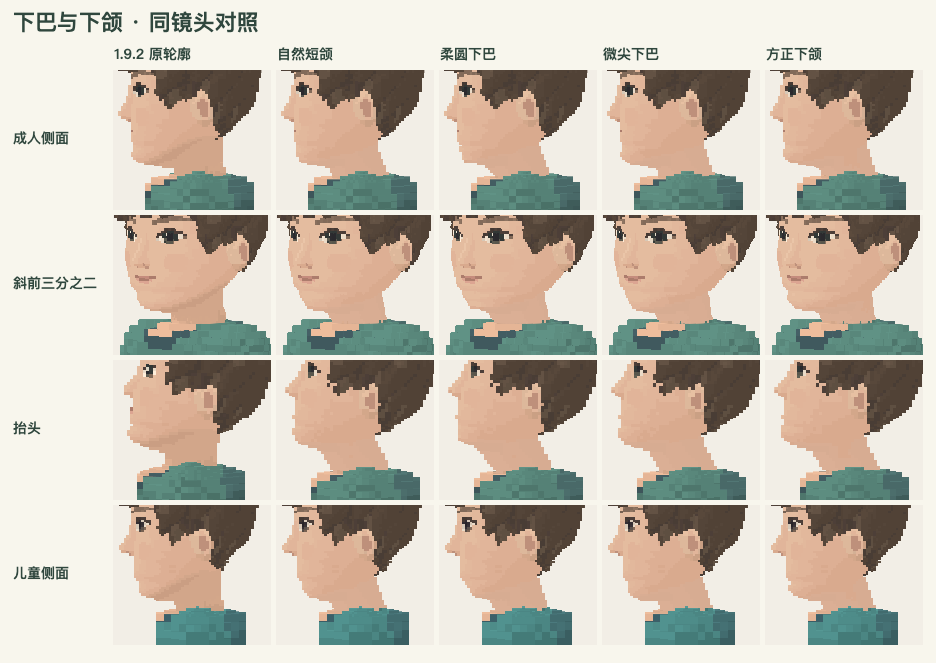 下巴与下颌 · 同镜头对照
1.9.2 原轮廓 自然短颌 柔圆下巴 微尖下巴 方正下颌
成人侧面
斜前三分之二
抬头
儿童侧面